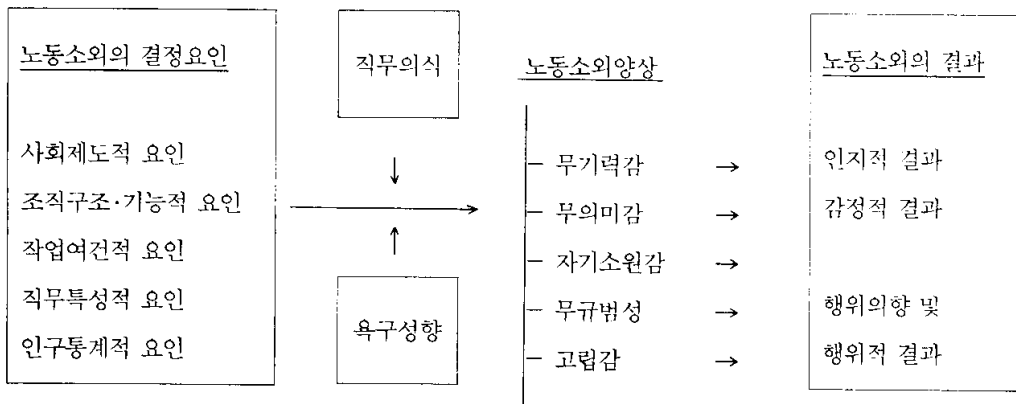 노동소외의 결정요인
사회제도적 요인
조직구조·기능적 요인
작업여건적 요인
직무특성적 요인
인구통계적 요인
직무의식
욕구성향
노동소외양상
무기력감
무의미감
자기소원감
무규범성
고립감
노동소외의 결과
인지적 결과
감정적 결과
행위의향 및
행위적 결과